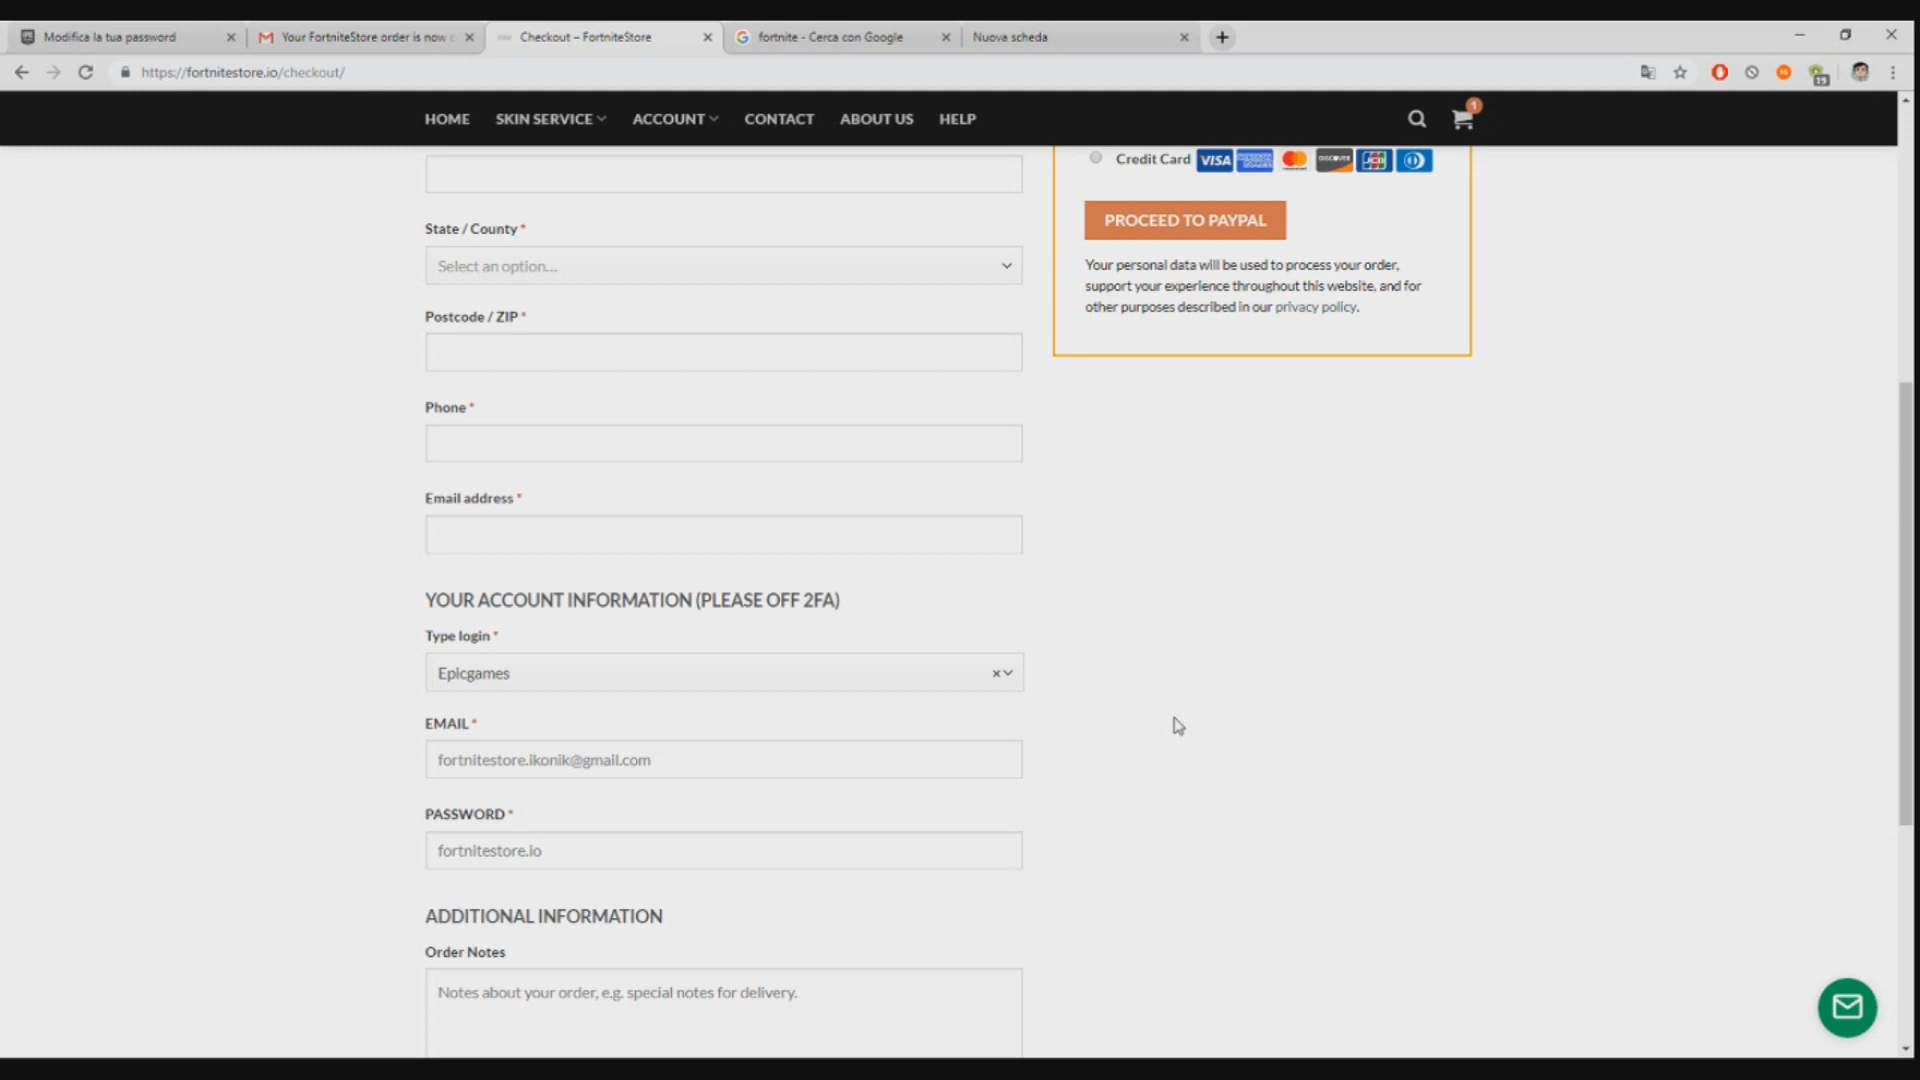 Modifica la tua password
Your FortniteStore order is now c
Checkout – FortniteStore
fortnite - Cerca con Google
Nuova scheda
https://fortnitestore.io/checkout/
HOME
SKIN SERVICE
ACCOUNT
CONTACT
ABOUT US
HELP
1
Credit Card VISA DISCOVER JCB
PROCEED TO PAYPAL
Your personal data will be used to process your order,
support your experience throughout this website, and for
other purposes described in our privacy policy.
State / County *
Select an option...
Postcode / ZIP *
Phone *
Email address *
YOUR ACCOUNT INFORMATION (PLEASE OFF 2FA)
Type login *
Epicgames
EMAIL *
fortnitestore.ikonik@gmail.com
PASSWORD *
fortnitestore.io
ADDITIONAL INFORMATION
Order Notes
Notes about your order, e.g. special notes for delivery.